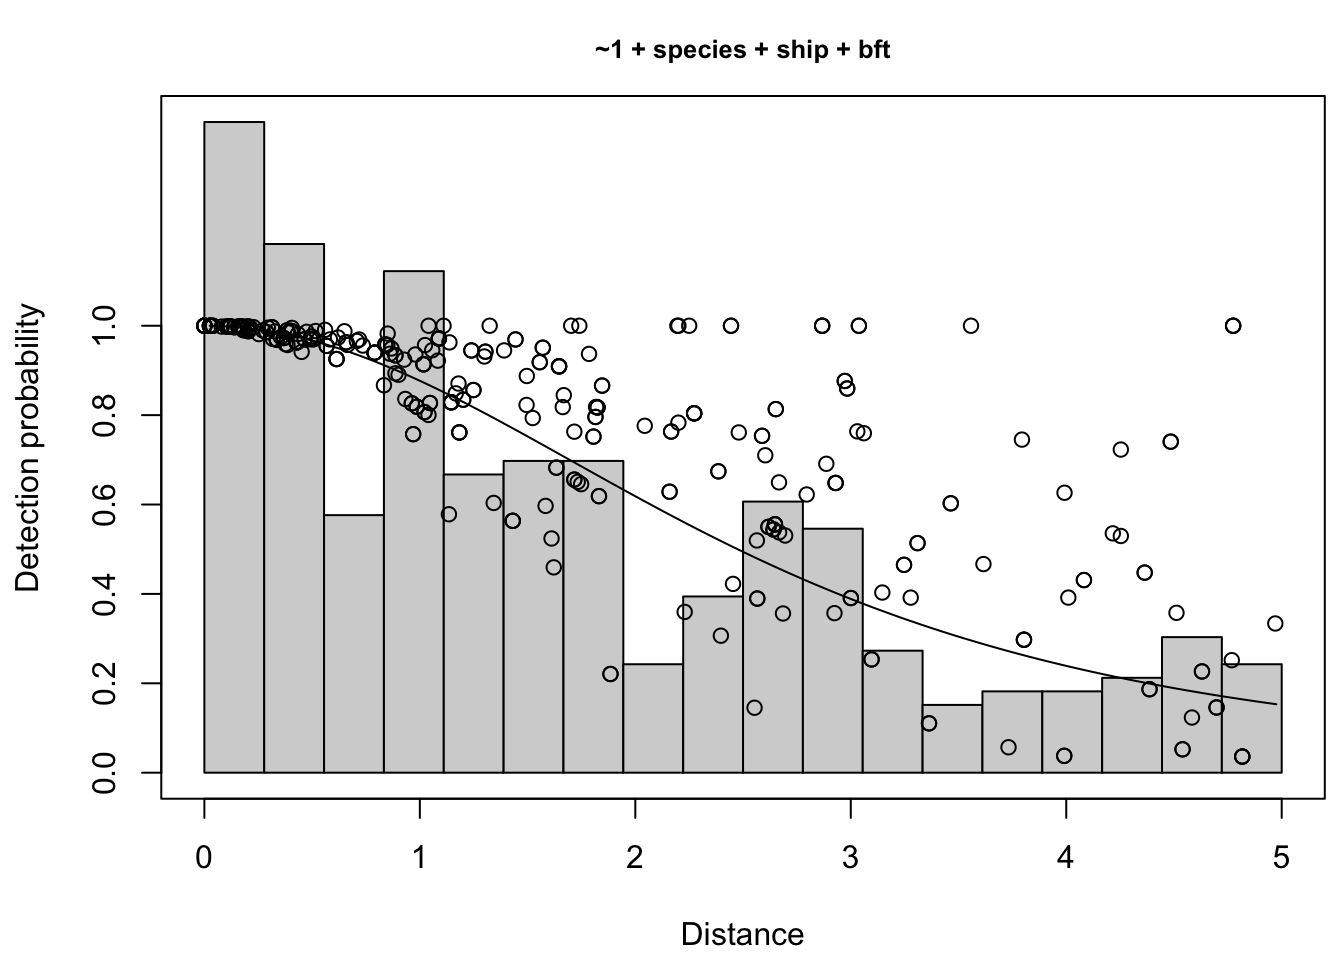 ~1 + species + ship + bft
Detection probability
1.0
0.8
0.6
0.4
0.2
0.0
0 1 2 3 4 5
Distance